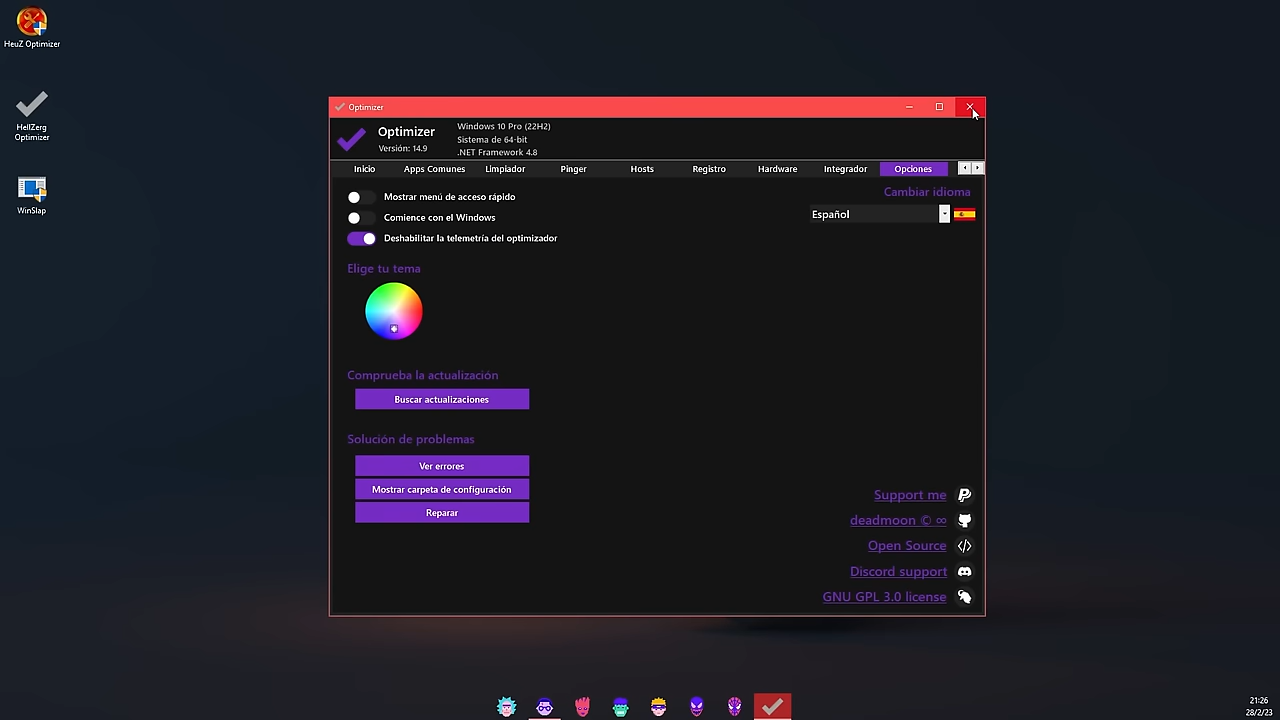 HeuZ Optimizer
HellZerg
Optimizer
WinSlap
Optimizer
Optimizer
Versión: 14.9
Windows 10 Pro (22H2)
Sistema de 64-bit
.NET Framework 4.8
Inicio Apps Comunes Limpiador Pinger Hosts Registro Hardware Integrador Opciones
Mostrar menú de acceso rápido
Comience con el Windows
Deshabilitar la telemetría del optimizador
Cambiar idioma
Español
Elige tu tema
Comprueba la actualización
Buscar actualizaciones
Solución de problemas
Ver errores
Mostrar carpeta de configuración
Reparar
Support me
deadmoon © ∞
Open Source
Discord support
GNU GPL 3.0 license
21:26
28/2/23